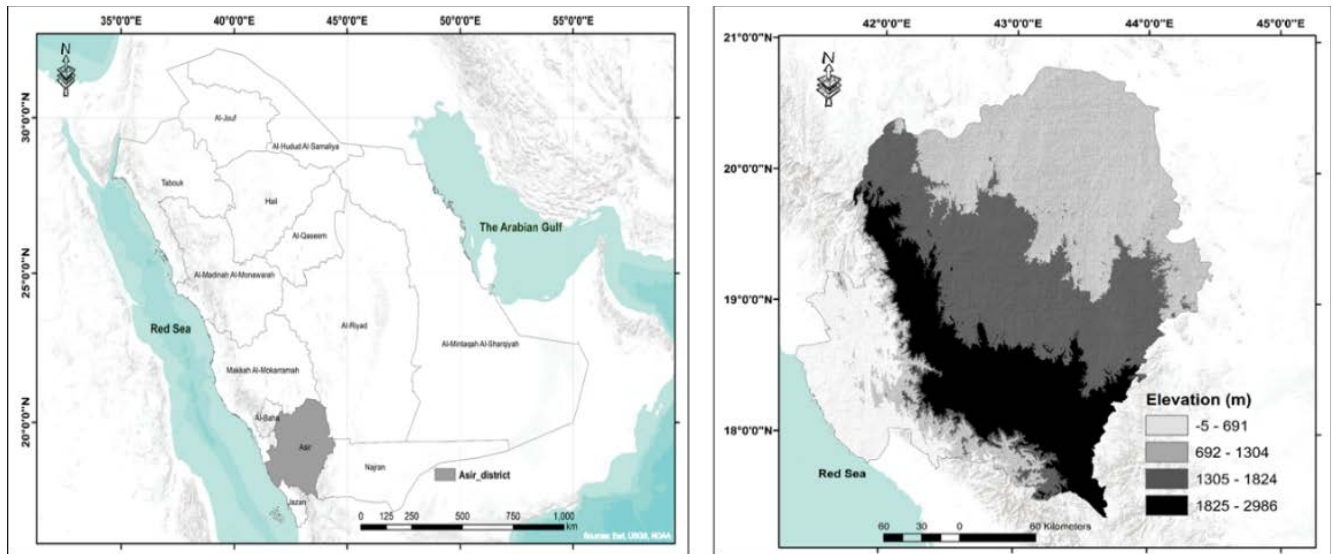 35°0'0"E 40°0'0"E 45°0'0"E 50°0'0"E 55°0'0"E
N
30°0'0"N
25°0'0"N
20°0'0"N
Al-Jouf
Al-Hudud Al-Samaliya
Tabouk
Hail
Al-Qaseem
The Arabian Gulf
Al-Madinah Al-Monawarah
Red Sea
Al-Riyad
Al-Mintaqah Al-Sharqiyah
Makkah Al-Mokarramah
Al-Baha
Asir
Najran
Asir_district
Jazan
0 125 250 500 750 1,000
km
Sources: Esri, USGS, NOAA
42°0'0"E 43°0'0"E 44°0'0"E 45°0'0"E
N
21°0'0"N
20°0'0"N
19°0'0"N
18°0'0"N
Red Sea
Elevation (m)
-5 - 691
692 - 1304
1305 - 1824
1825 - 2986
60 30 0 60 Kilometers